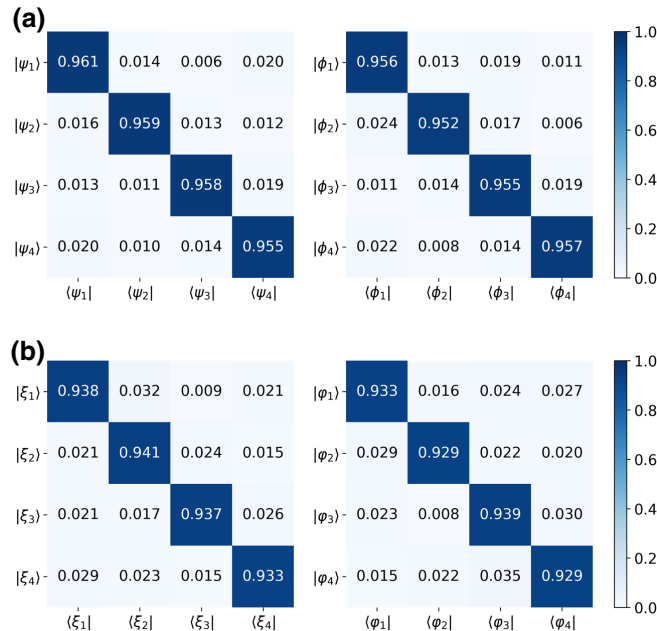 (a)
|ψ1⟩ 0.961 0.014 0.006 0.020
|ψ2⟩ 0.016 0.959 0.013 0.012
|ψ3⟩ 0.013 0.011 0.958 0.019
|ψ4⟩ 0.020 0.010 0.014 0.955
⟨ψ1| ⟨ψ2| ⟨ψ3| ⟨ψ4|
|ϕ1⟩ 0.956 0.013 0.019 0.011
|ϕ2⟩ 0.024 0.952 0.017 0.006
|ϕ3⟩ 0.011 0.014 0.955 0.019
|ϕ4⟩ 0.022 0.008 0.014 0.957
⟨ϕ1| ⟨ϕ2| ⟨ϕ3| ⟨ϕ4|
1.0
0.8
0.6
0.4
0.2
0.0
(b)
|ξ1⟩ 0.938 0.032 0.009 0.021
|ξ2⟩ 0.021 0.941 0.024 0.015
|ξ3⟩ 0.021 0.017 0.937 0.026
|ξ4⟩ 0.029 0.023 0.015 0.933
⟨ξ1| ⟨ξ2| ⟨ξ3| ⟨ξ4|
|φ1⟩ 0.933 0.016 0.024 0.027
|φ2⟩ 0.029 0.929 0.022 0.020
|φ3⟩ 0.023 0.008 0.939 0.030
|φ4⟩ 0.015 0.022 0.035 0.929
⟨φ1| ⟨φ2| ⟨φ3| ⟨φ4|
1.0
0.8
0.6
0.4
0.2
0.0